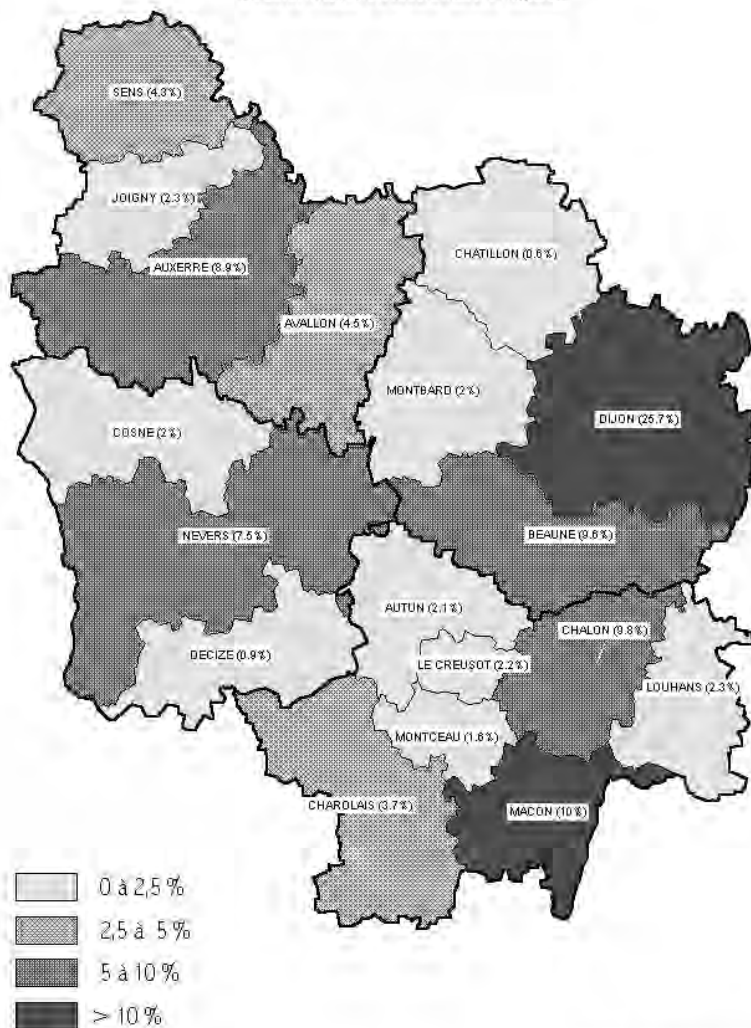 SENS (4.3%)
JOIGNY (2.3%)
AUXERRE (8.9%)
CHATILLON (0.6%)
AVALLON (4.5%)
MONTBARD (2%)
DIJON (25.7%)
COSNE (2%)
NEVERS (7.5%)
BEAUNE (9.6%)
AUTUN (2.1%)
CHALON (9.8%)
DECIZE (0.9%)
LE CREUSOT (2.2%)
LOUHANS (2.3%)
MONTCEAU (1.6%)
CHAROLAIS (3.7%)
MACON (10%)
0 à 2,5 %
2,5 à 5 %
5 à 10 %
> 10 %